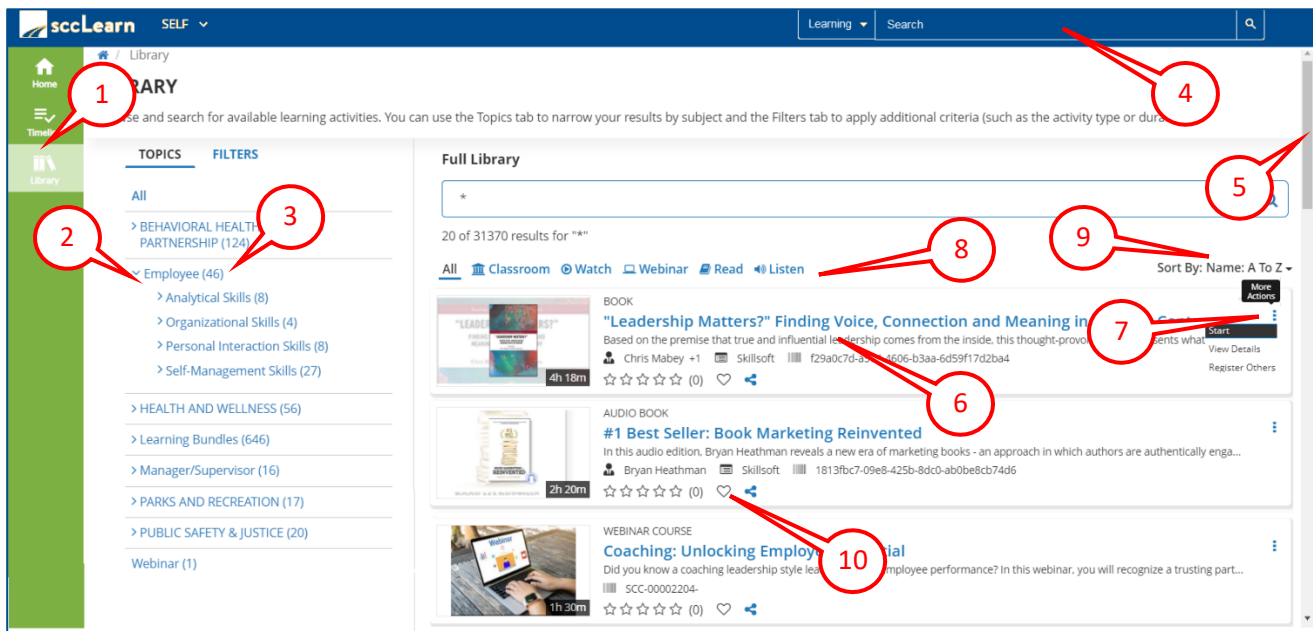 sccLearn SELF Learning Search
Home
Timeli
Library
/ Library
RARY
se and search for available learning activities. You can use the Topics tab to narrow your results by subject and the Filters tab to apply additional criteria (such as the activity type or dura
1
4
5
TOPICS FILTERS
All
BEHAVIORAL HEALTH
PARTNERSHIP (124)
2
3
Employee (46)
Analytical Skills (8)
Organizational Skills (4)
Personal Interaction Skills (8)
Self-Management Skills (27)
HEALTH AND WELLNESS (56)
Learning Bundles (646)
Manager/Supervisor (16)
PARKS AND RECREATION (17)
PUBLIC SAFETY & JUSTICE (20)
Webinar (1)
Full Library
*
20 of 31370 results for "*"
8
9
All Classroom Watch Webinar Read Listen
Sort By: Name: A To Z
More
Actions
Start
View Details
Register Others
7
BOOK
"Leadership Matters?" Finding Voice, Connection and Meaning in
Based on the premise that true and influential leadership comes from the inside, this thought-provo sents what
Chris Mabey +1 Skillsoft
4h 18m
(0)
6
AUDIO BOOK
#1 Best Seller: Book Marketing Reinvented
In this audio edition, Bryan Heathman reveals a new era of marketing books - an approach in which authors are authentically enga...
Bryan Heathman Skillsoft 1813fbc7-09e8-425b-8dc0-ab0be8cb74d6
2h 20m
(0)
10
WEBINAR COURSE
Coaching: Unlocking Emplo ial
Did you know a coaching leadership style lea mployee performance? In this webinar, you will recognize a trusting part...
SCC-00002204-
Webinar
1h 30m
(0)